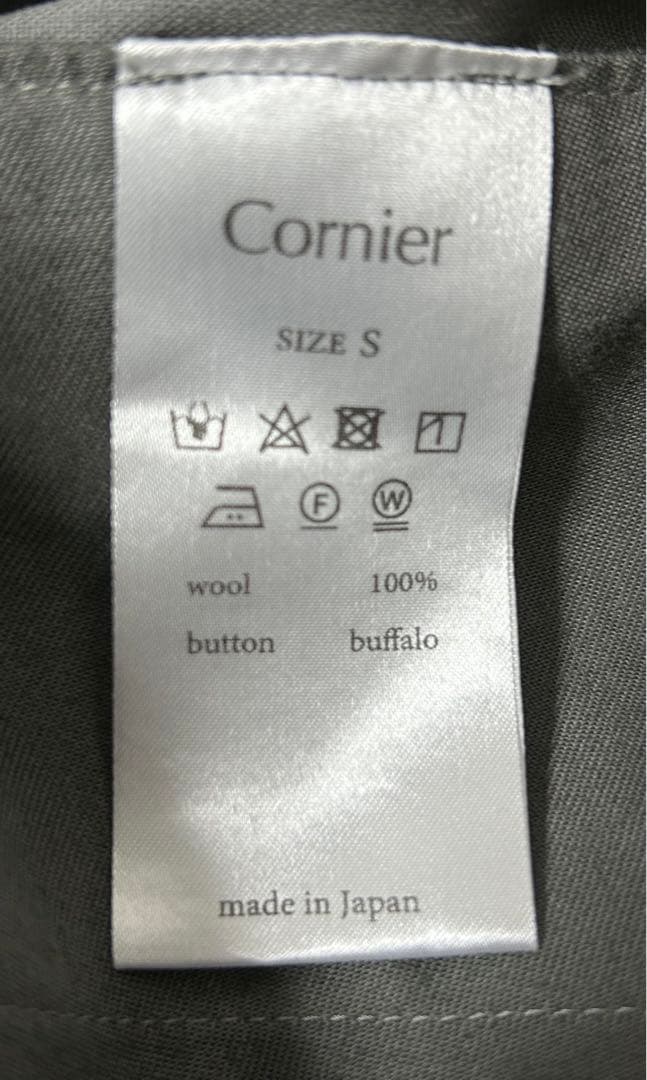 Cornier
SIZE S
F W
wool 100%
button buffalo
made in Japan